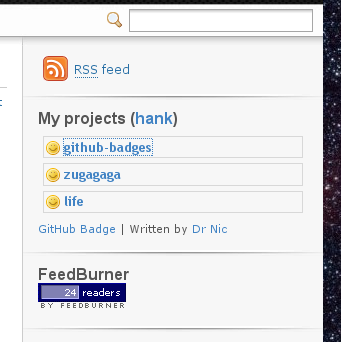 RSS feed
My projects (hank)
github-badges
zugagaga
life
GitHub Badge | Written by Dr Nic
FeedBurner
24 readers
BY FEEDBURNER